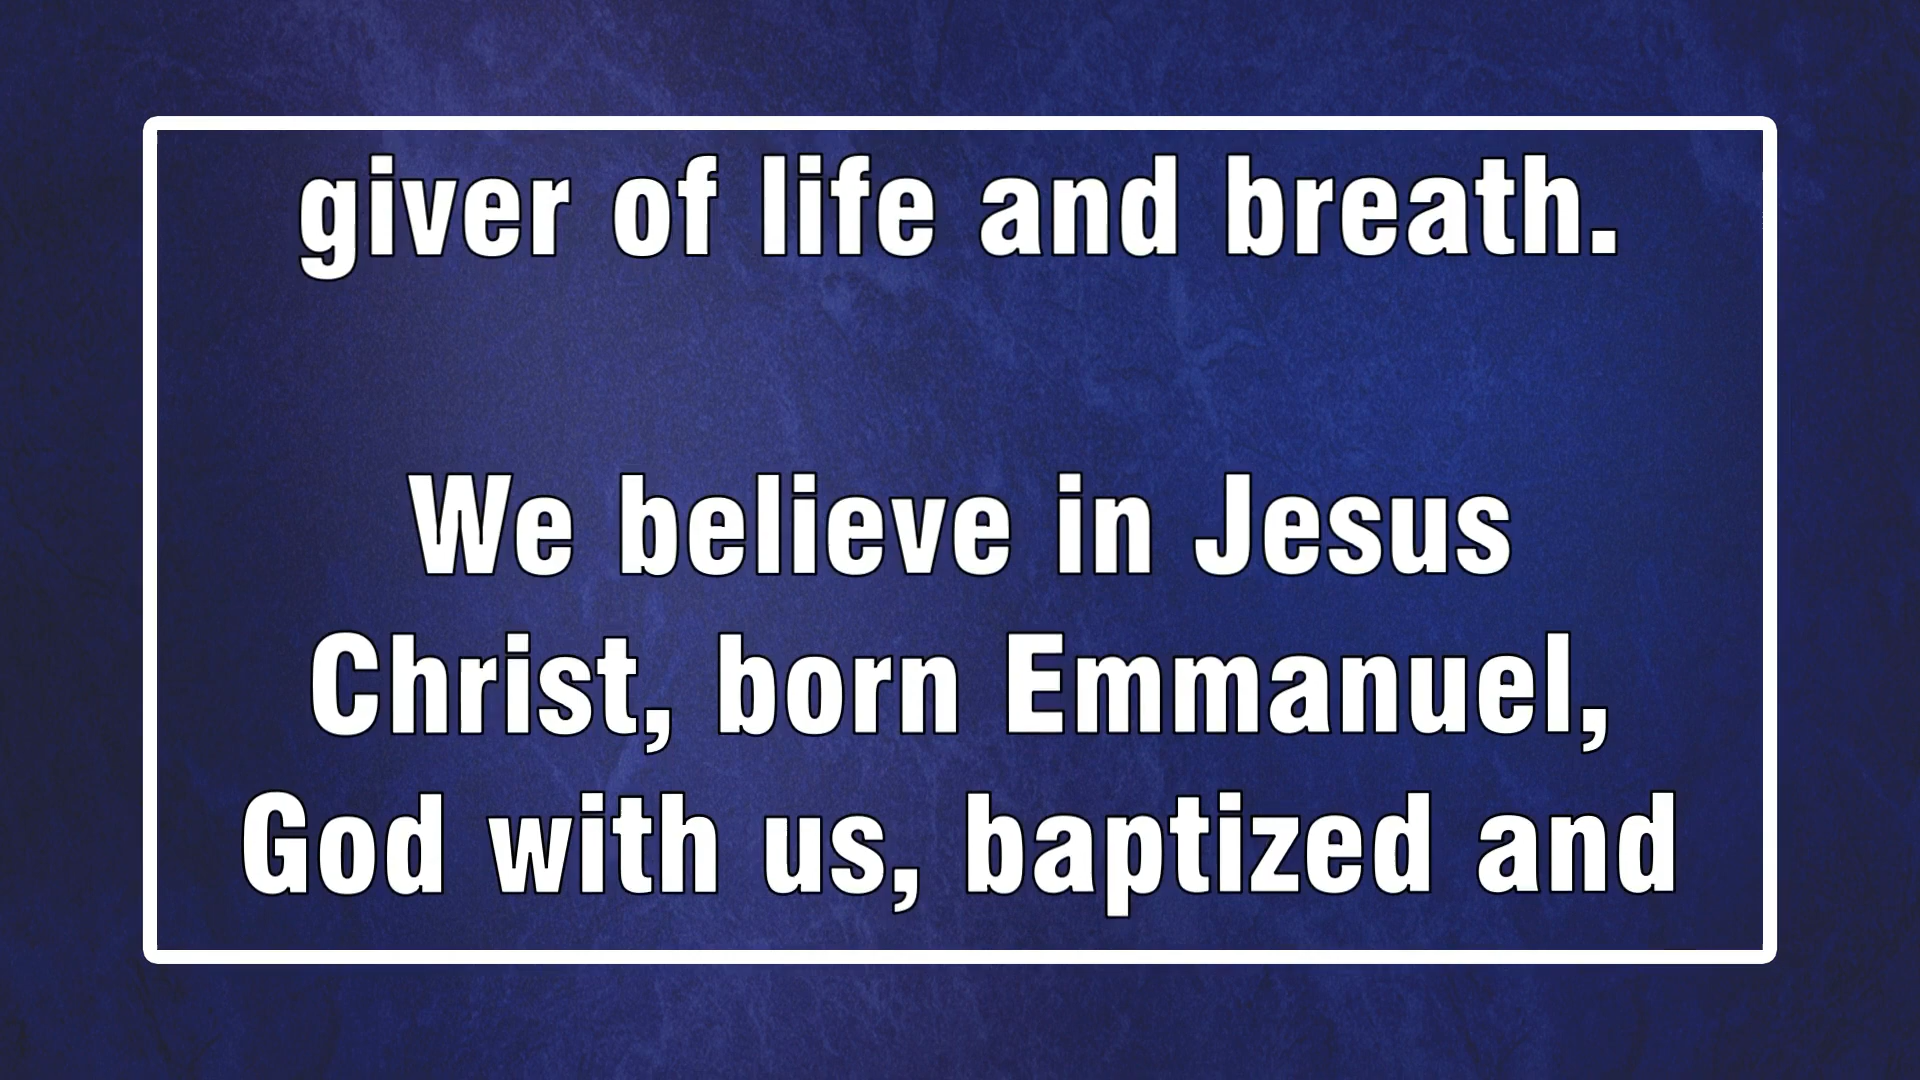 giver of life and breath.
We believe in Jesus
Christ, born Emmanuel,
God with us, baptized and